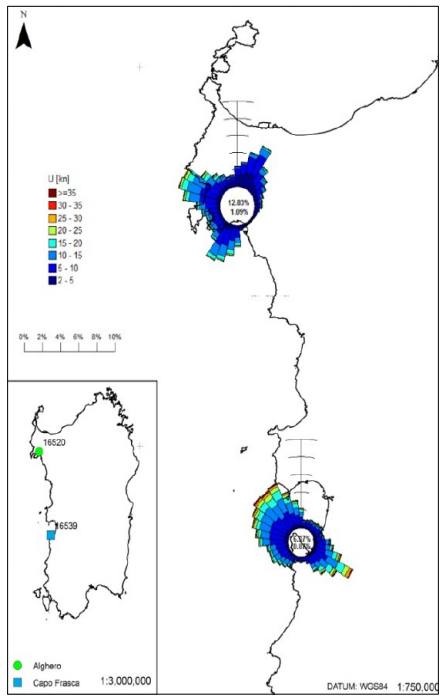 N
U [kn]
>=35
30 - 35
25 - 30
20 - 25
15 - 20
10 - 15
5 - 10
2 - 5
12.83%
1.09%
0% 2% 4% 6% 8% 10%
16520
16539
Alghero
Capo Frasca
1:3,000,000
DATUM: WGS84 1:750,000